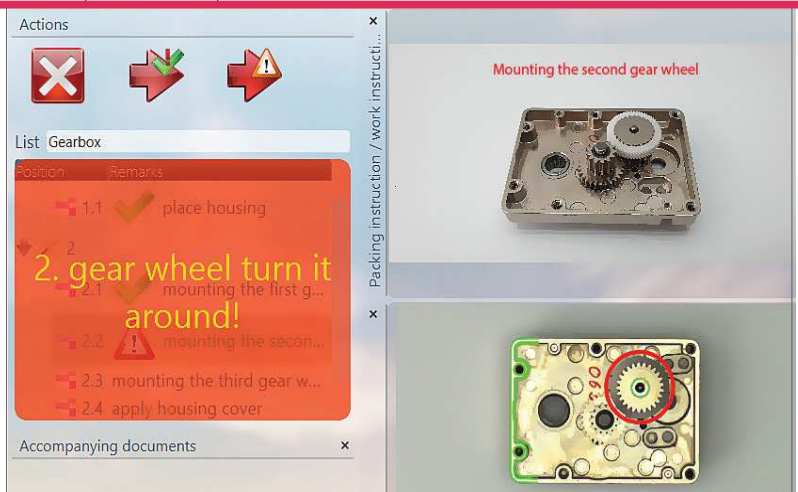 Actions
List Gearbox
Position Remarks
1.1 place housing
2
2. gear wheel turn it
around!
2.1 mounting the first g...
2.2 mounting the secon...
2.3 mounting the third gear w...
2.4 apply housing cover
Accompanying documents
Packing instruction / work instructi...
Mounting the second gear wheel